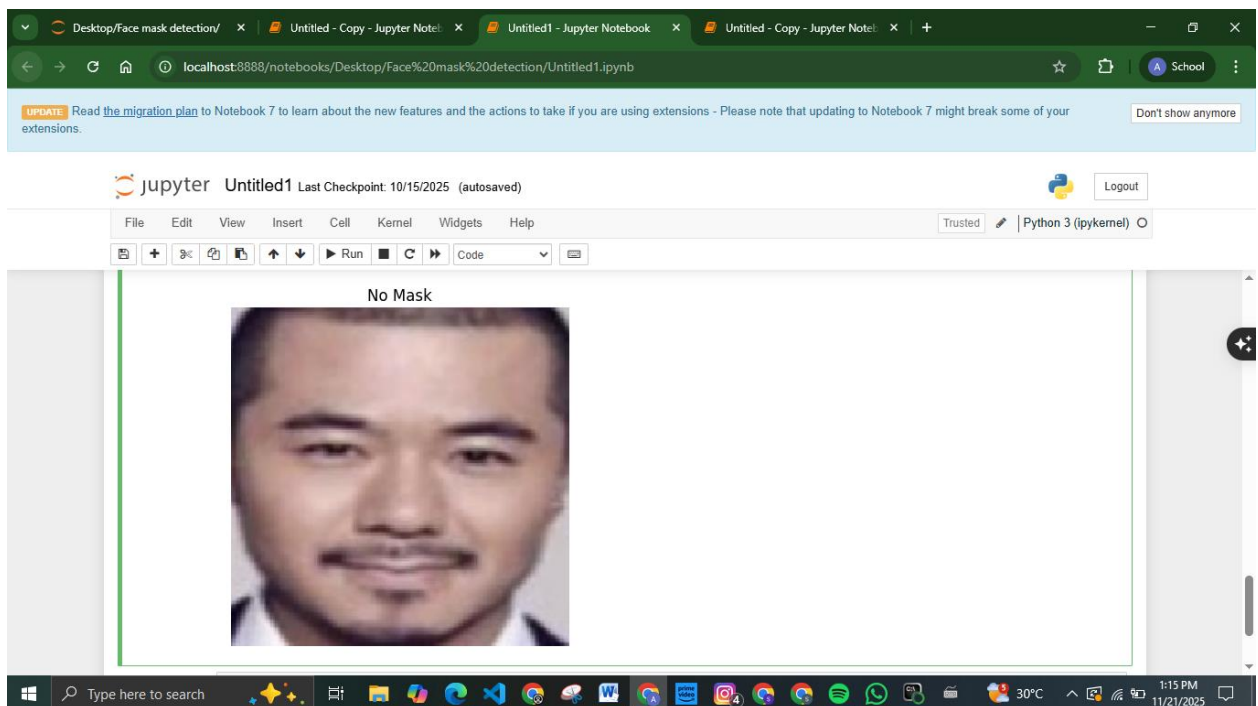 Desktop/Face mask detection/
Untitled - Copy - Jupyter Noteb
Untitled1 - Jupyter Notebook
Untitled - Copy - Jupyter Noteb
localhost:8888/notebooks/Desktop/Face%20mask%20detection/Untitled1.ipynb
A School
UPDATE Read the migration plan to Notebook 7 to learn about the new features and the actions to take if you are using extensions - Please note that updating to Notebook 7 might break some of your
extensions.
Don't show anymore
jupyter Untitled1 Last Checkpoint: 10/15/2025 (autosaved)
Logout
File Edit View Insert Cell Kernel Widgets Help
Trusted Python 3 (ipykernel)
Run Code
No Mask
Type here to search
prime video
4
30°C
1:15 PM
11/21/2025